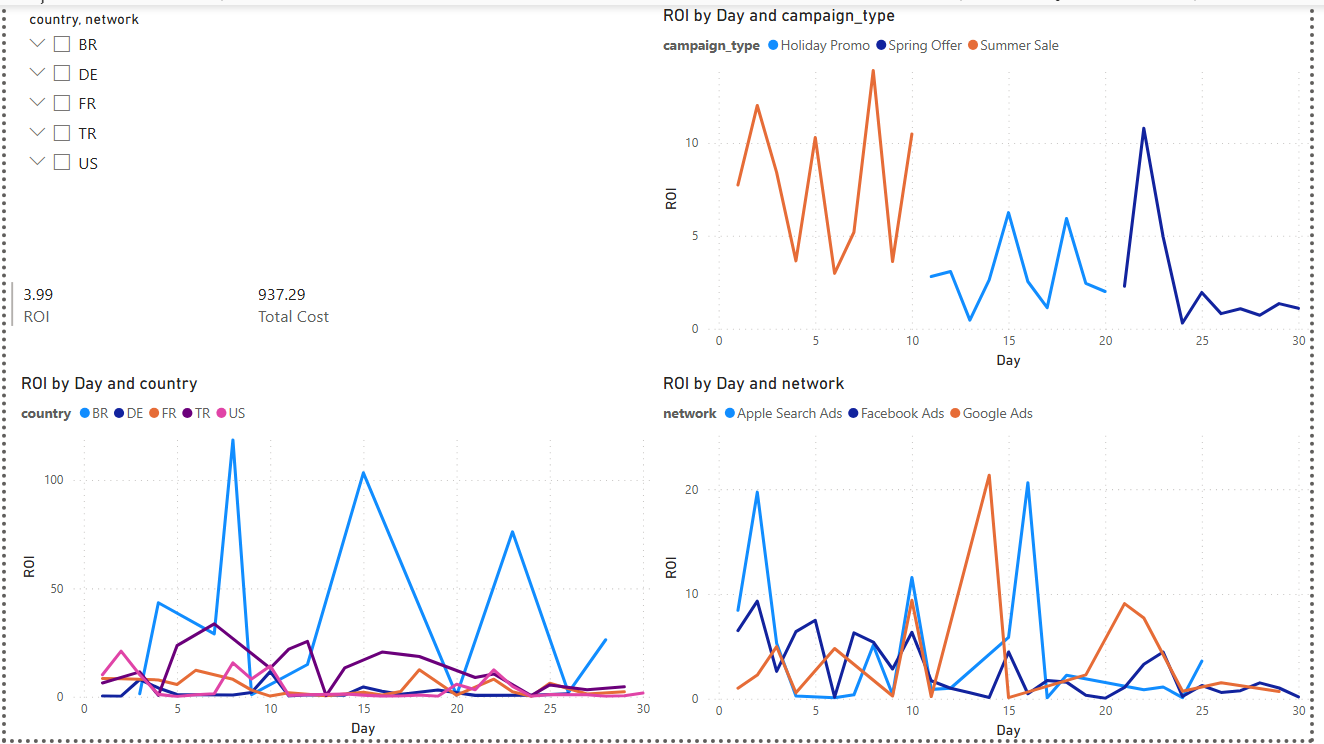 country, network
BR
DE
FR
TR
US
3.99
ROI
937.29
Total Cost
ROI by Day and campaign_type
campaign_type Holiday Promo Spring Offer Summer Sale
10
5
0
ROI
0 5 10 15 20 25 30
Day
ROI by Day and country
country BR DE FR TR US
100
50
0
ROI
0 5 10 15 20 25 30
Day
ROI by Day and network
network Apple Search Ads Facebook Ads Google Ads
20
10
0
ROI
0 5 10 15 20 25 30
Day